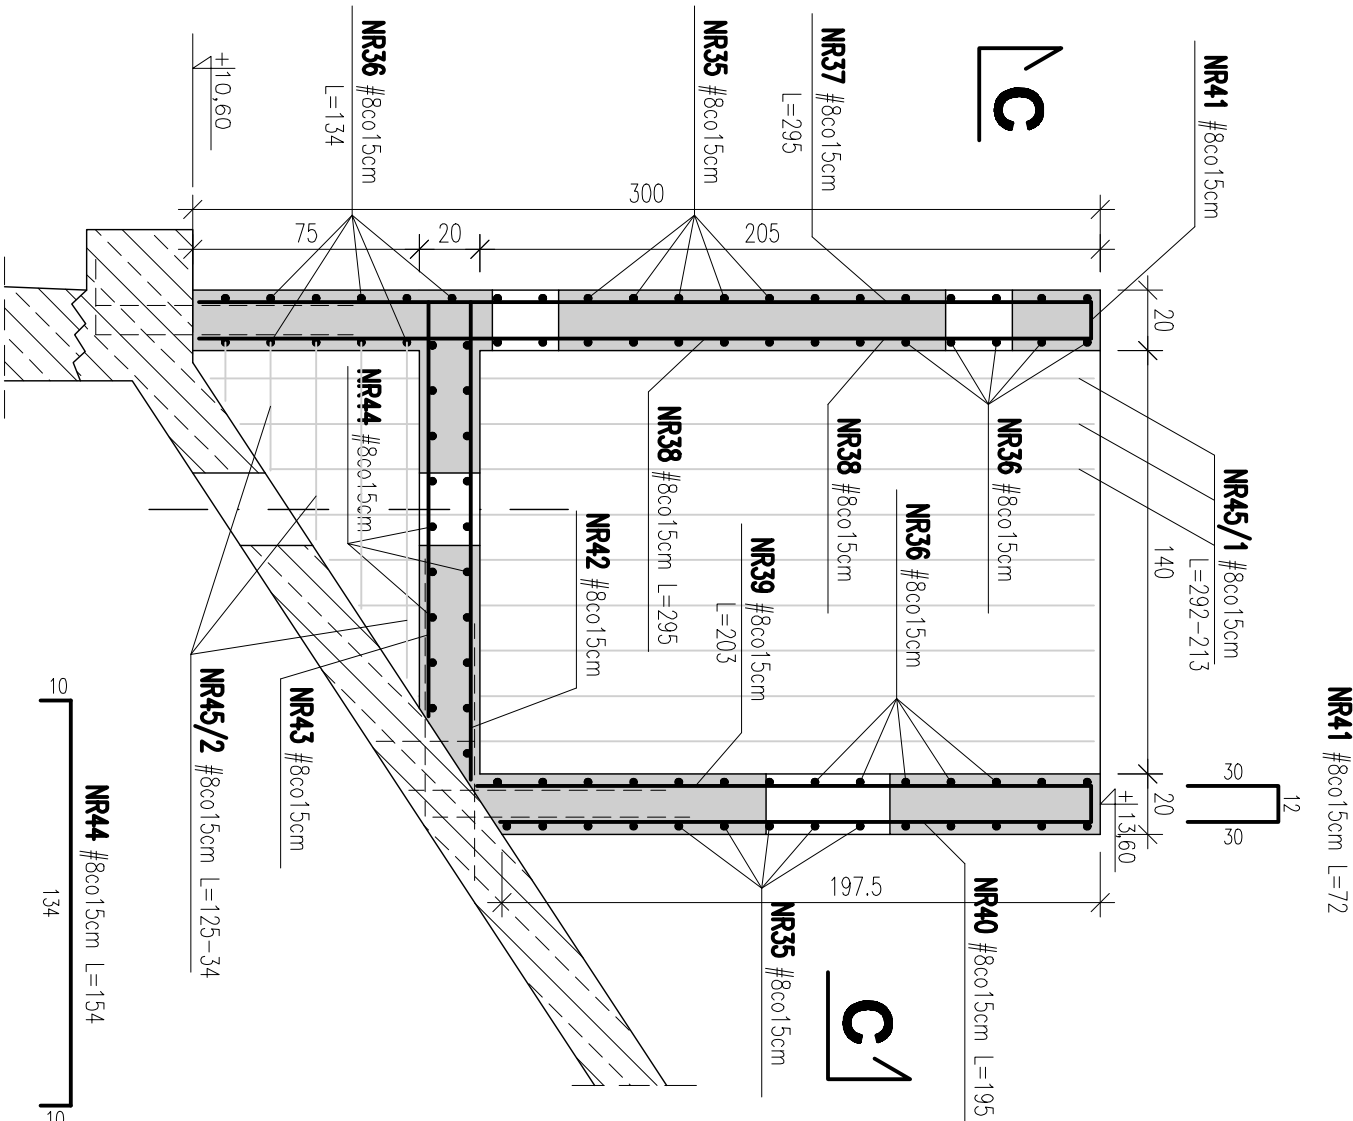 NR41 #8co15cm
NR37 #8co15cm
L=295
NR35 #8co15cm
NR36 #8co15cm
L=134
+10,60
C
300
75
20
205
20
140
20
NR45/1 #8co15cm
L=292-213
NR36 #8co15cm
NR38 #8co15cm
NR38 #8co15cm L=295
NR44 #8co15cm
NR36 #8co15cm
NR39 #8co15cm
L=203
NR42 #8co15cm
NR43 #8co15cm
NR45/2 #8co15cm L=125-34
+13,60
197.5
NR40 #8co15cm L=195
NR35 #8co15cm
C
NR41 #8co15cm L=72
30
12
30
NR44 #8co15cm L=154
10
134
10